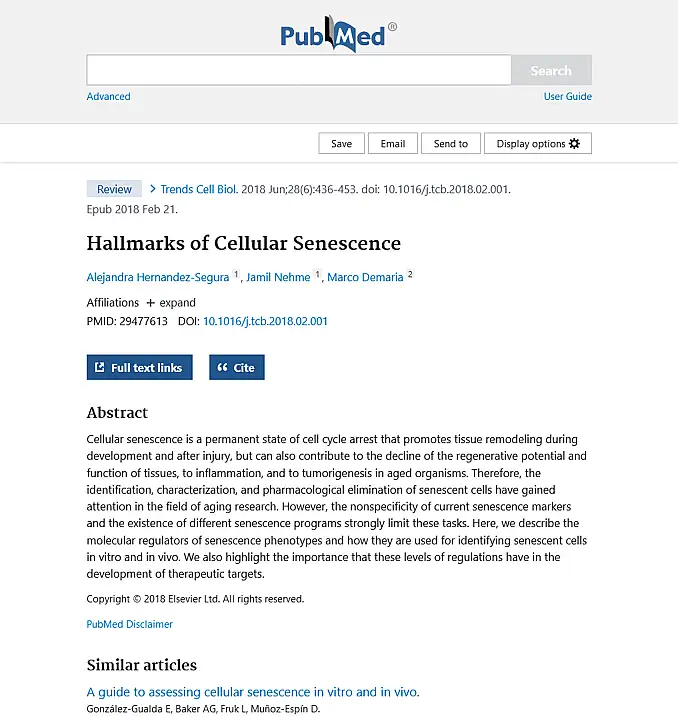 PubMed®
Search
Advanced
User Guide
Save
Email
Send to
Display options
Review
Trends Cell Biol. 2018 Jun;28(6):436-453. doi: 10.1016/j.tcb.2018.02.001.
Epub 2018 Feb 21.
Hallmarks of Cellular Senescence
Alejandra Hernandez-Segura 1, Jamil Nehme 1, Marco Demaria 2
Affiliations + expand
PMID: 29477613 DOI: 10.1016/j.tcb.2018.02.001
Full text links
Cite
Abstract
Cellular senescence is a permanent state of cell cycle arrest that promotes tissue remodeling during
development and after injury, but can also contribute to the decline of the regenerative potential and
function of tissues, to inflammation, and to tumorigenesis in aged organisms. Therefore, the
identification, characterization, and pharmacological elimination of senescent cells have gained
attention in the field of aging research. However, the nonspecificity of current senescence markers
and the existence of different senescence programs strongly limit these tasks. Here, we describe the
molecular regulators of senescence phenotypes and how they are used for identifying senescent cells
in vitro and in vivo. We also highlight the importance that these levels of regulations have in the
development of therapeutic targets.
Copyright © 2018 Elsevier Ltd. All rights reserved.
PubMed Disclaimer
Similar articles
A guide to assessing cellular senescence in vitro and in vivo.
González-Gualda E, Baker AG, Fruk L, Muñoz-Espín D.